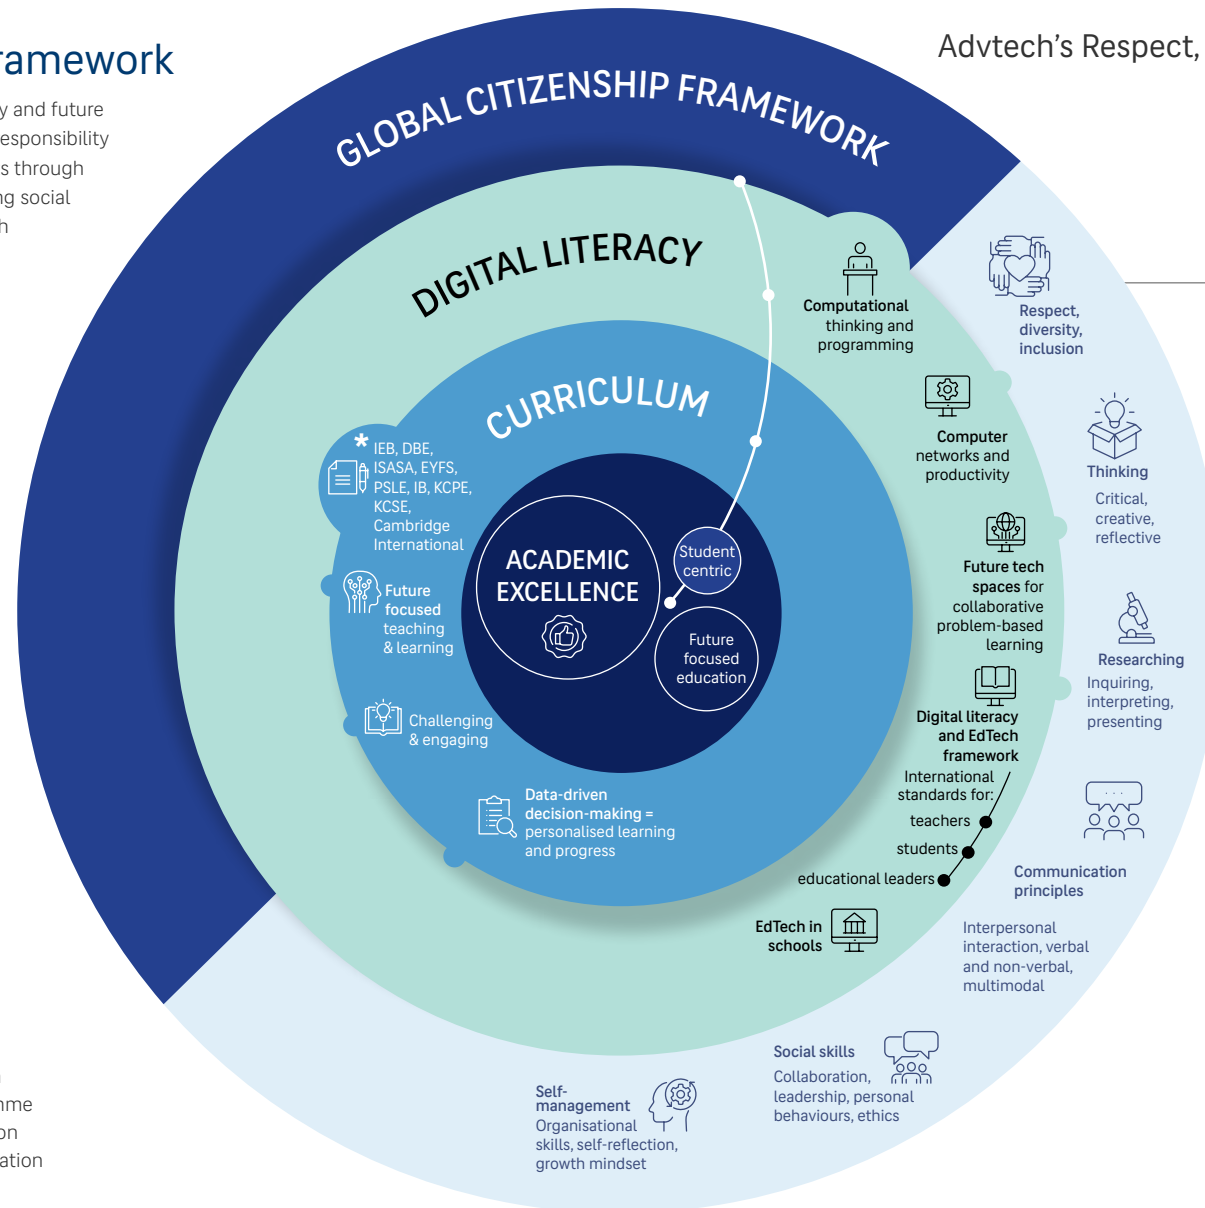 ramework
y and future
responsibility
s through
ng social
h
Advtech's Respect,
GLOBAL CITIZENSHIP FRAMEWORK
DIGITAL LITERACY
CURRICULUM
ACADEMIC
EXCELLENCE
Student
centric
Future
focused
education
* IEB, DBE,
ISASA, EYFS,
PSLE, IB, KCPE,
KCSE,
Cambridge
International
Future
focused
teaching
& learning
Challenging
& engaging
Data-driven
decision-making =
personalised learning
and progress
Computational
thinking and
programming
Computer
networks and
productivity
Future tech
spaces for
collaborative
problem-based
learning
Digital literacy
and EdTech
framework
International
standards for:
teachers
students
educational leaders
EdTech in
schools
Respect,
diversity,
inclusion
Thinking
Critical,
creative,
reflective
Researching
Inquiring,
interpreting,
presenting
Communication
principles
Interpersonal
interaction, verbal
and non-verbal,
multimodal
Social skills
Collaboration,
leadership, personal
behaviours, ethics
Self-
management
Organisational
skills, self-reflection,
growth mindset
nme
on
ation